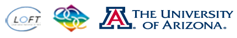 LOFT
THE UNIVERSITY
OF ARIZONA.